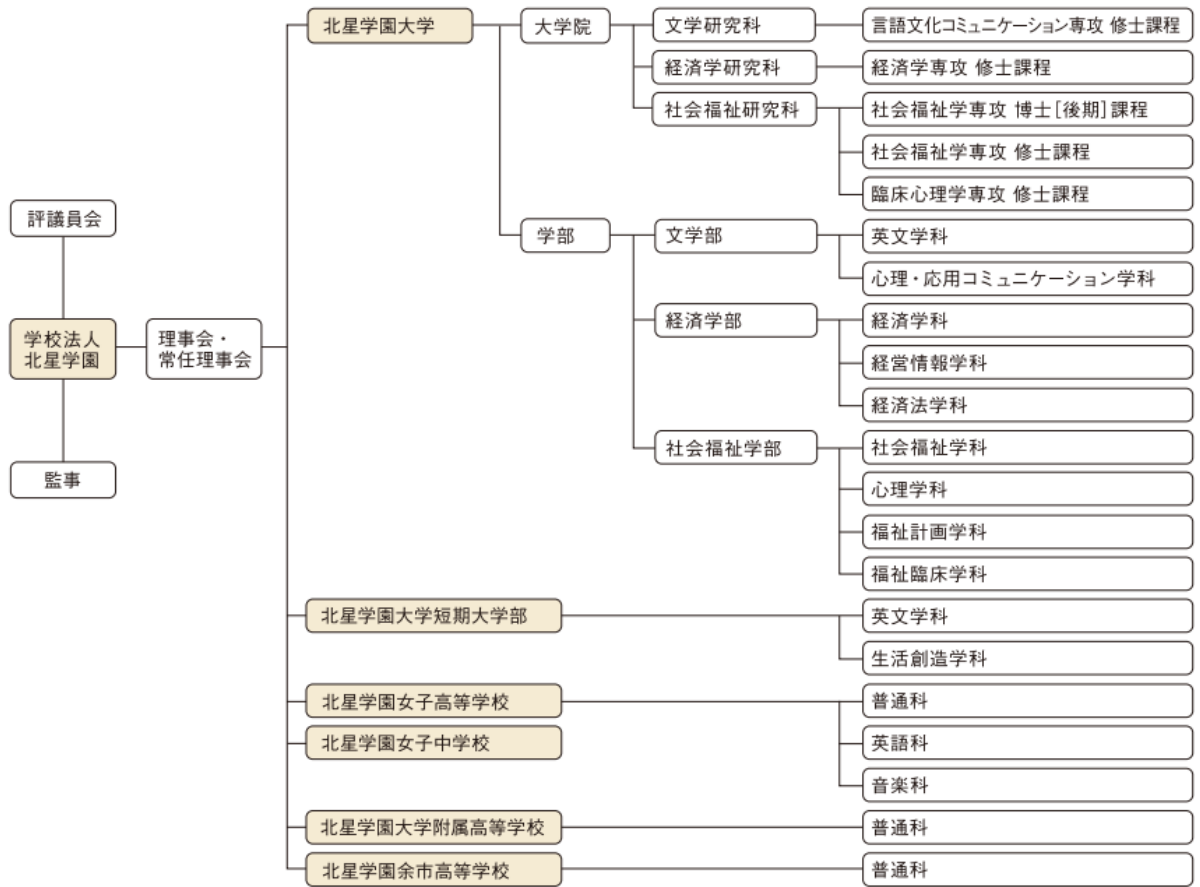 評議員会
学校法人
北星学園
監事
理事会・
常任理事会
北星学園大学
大学院
文学研究科
言語文化コミュニケーション専攻 修士課程
経済学研究科
経済学専攻 修士課程
社会福祉研究科
社会福祉学専攻 博士[後期]課程
社会福祉学専攻 修士課程
臨床心理学専攻 修士課程
学部
文学部
英文学科
心理・応用コミュニケーション学科
経済学部
経済学科
経営情報学科
経済法学科
社会福祉学部
社会福祉学科
心理学科
福祉計画学科
福祉臨床学科
北星学園大学短期大学部
英文学科
生活創造学科
北星学園女子高等学校
普通科
英語科
音楽科
北星学園女子中学校
北星学園大学附属高等学校
普通科
北星学園余市高等学校
普通科